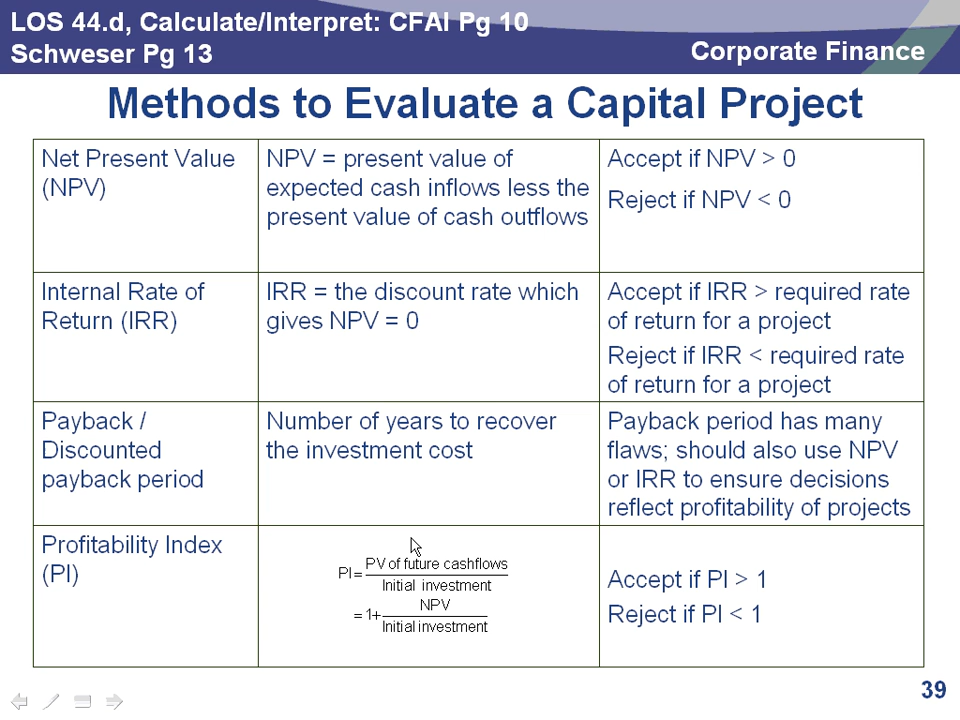 LOS 44.d, Calculate/Interpret: CFAI Pg 10
Schweser Pg 13
Corporate Finance
Methods to Evaluate a Capital Project
Net Present Value
(NPV)
NPV = present value of
expected cash inflows less the
present value of cash outflows
Accept if NPV > 0
Reject if NPV < 0
Internal Rate of
Return (IRR)
IRR = the discount rate which
gives NPV = 0
Accept if IRR > required rate
of return for a project
Reject if IRR < required rate
of return for a project
Payback /
Discounted
payback period
Number of years to recover
the investment cost
Payback period has many
flaws; should also use NPV
or IRR to ensure decisions
reflect profitability of projects
Profitability Index
(PI)
PI = PV of future cashflows
Initial investment
= 1+ NPV
Initial investment
Accept if PI > 1
Reject if PI < 1
39